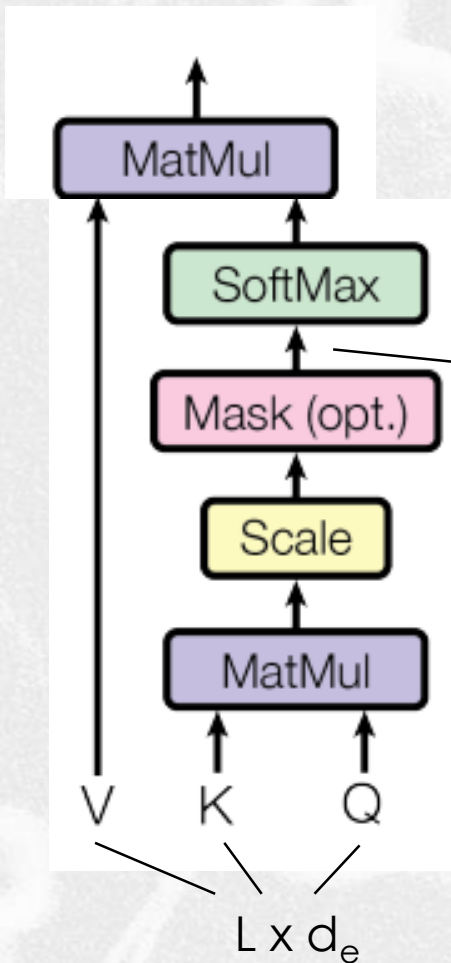 MatMul
SoftMax
Mask (opt.)
Scale
MatMul
V K Q
L x dₑ